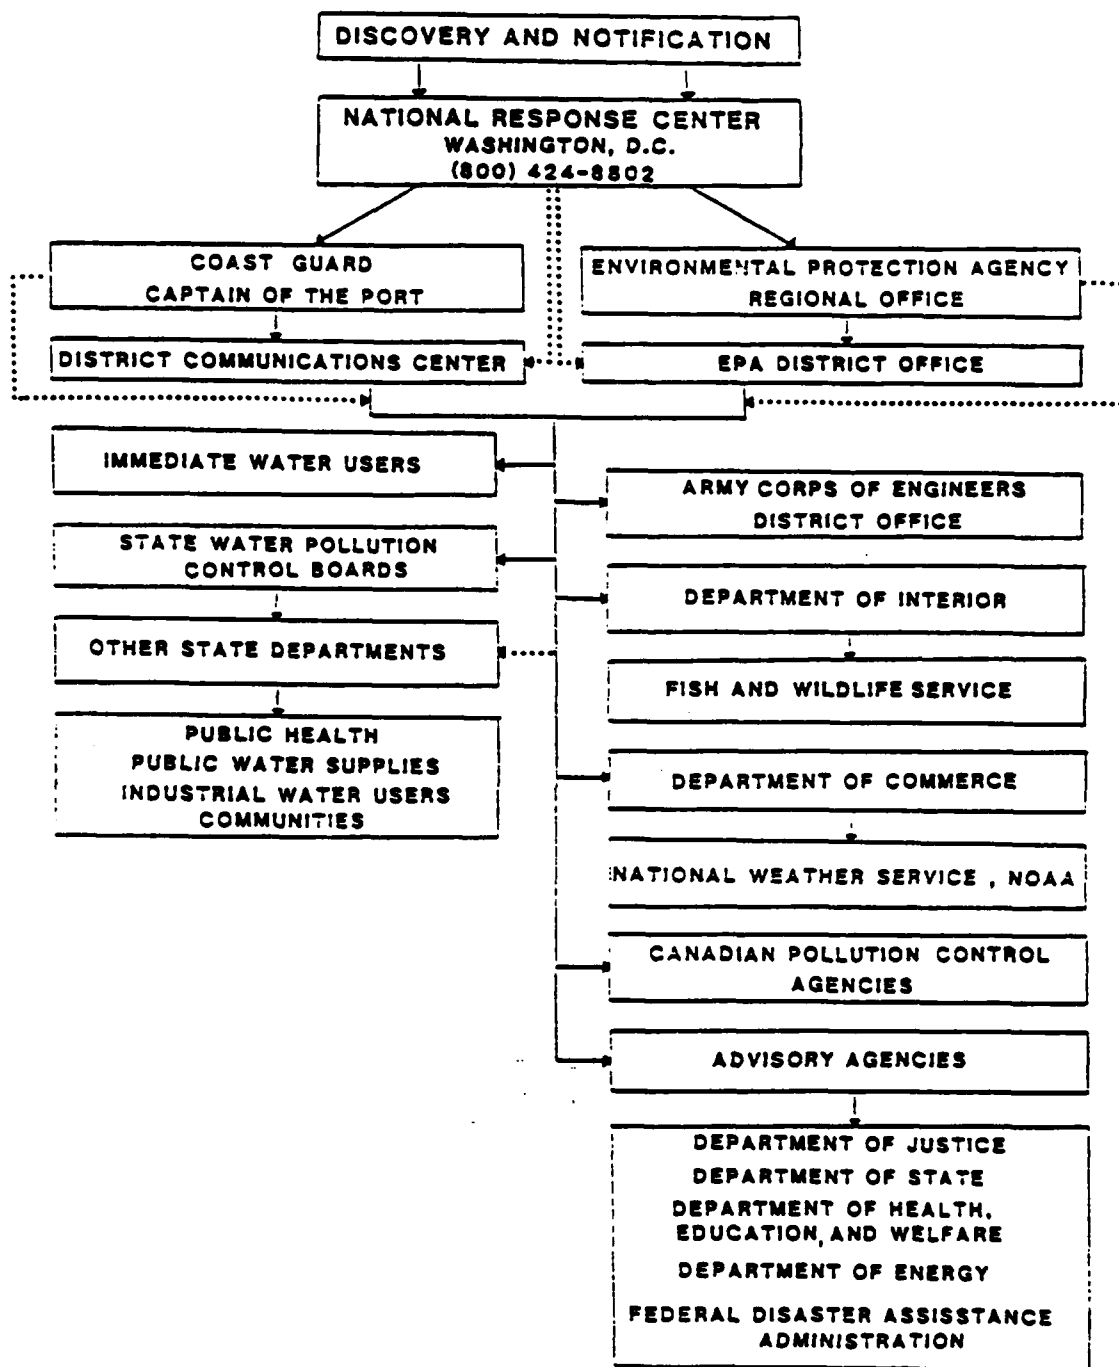 DISCOVERY AND NOTIFICATION
NATIONAL RESPONSE CENTER
WASHINGTON, D.C.
(800) 424-8802
COAST GUARD
CAPTAIN OF THE PORT
ENVIRONMENTAL PROTECTION AGENCY
REGIONAL OFFICE
DISTRICT COMMUNICATIONS CENTER
EPA DISTRICT OFFICE
IMMEDIATE WATER USERS
STATE WATER POLLUTION
CONTROL BOARDS
OTHER STATE DEPARTMENTS
PUBLIC HEALTH
PUBLIC WATER SUPPLIES
INDUSTRIAL WATER USERS
COMMUNITIES
ARMY CORPS OF ENGINEERS
DISTRICT OFFICE
DEPARTMENT OF INTERIOR
FISH AND WILDLIFE SERVICE
DEPARTMENT OF COMMERCE
NATIONAL WEATHER SERVICE , NOAA
CANADIAN POLLUTION CONTROL
AGENCIES
ADVISORY AGENCIES
DEPARTMENT OF JUSTICE
DEPARTMENT OF STATE
DEPARTMENT OF HEALTH,
EDUCATION, AND WELFARE
DEPARTMENT OF ENERGY
FEDERAL DISASTER ASSISSTANCE
ADMINISTRATION